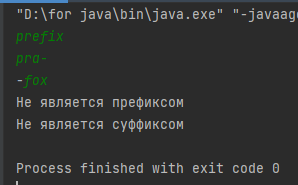 "D:\for java\bin\java.exe" "-javaag
prefix
pra-
-fox
Не является префиксом
Не является суффиксом
Process finished with exit code 0